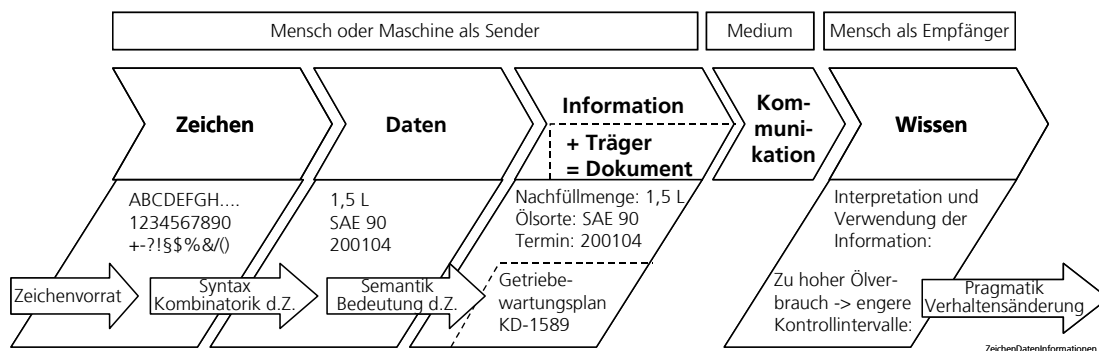 Mensch oder Maschine als Sender
Medium
Mensch als Empfänger
Zeichen
Daten
Information
+ Träger
= Dokument
Kom-
muni-
kation
Wissen
ABCDEFGH....
1234567890
+-?!§$%&/()
1,5 L
SAE 90
200104
Nachfüllmenge: 1,5 L
Ölsorte: SAE 90
Termin: 200104
Getriebe-
wartungsplan
KD-1589
Interpretation und
Verwendung der
Information:
Zu hoher Ölver-
brauch -> engere
Kontrollintervalle:
Zeichenvorrat
Syntax
Kombinatorik d.Z.
Semantik
Bedeutung d.Z.
Pragmatik
Verhaltensänderung
ZeichenDatenInformationen